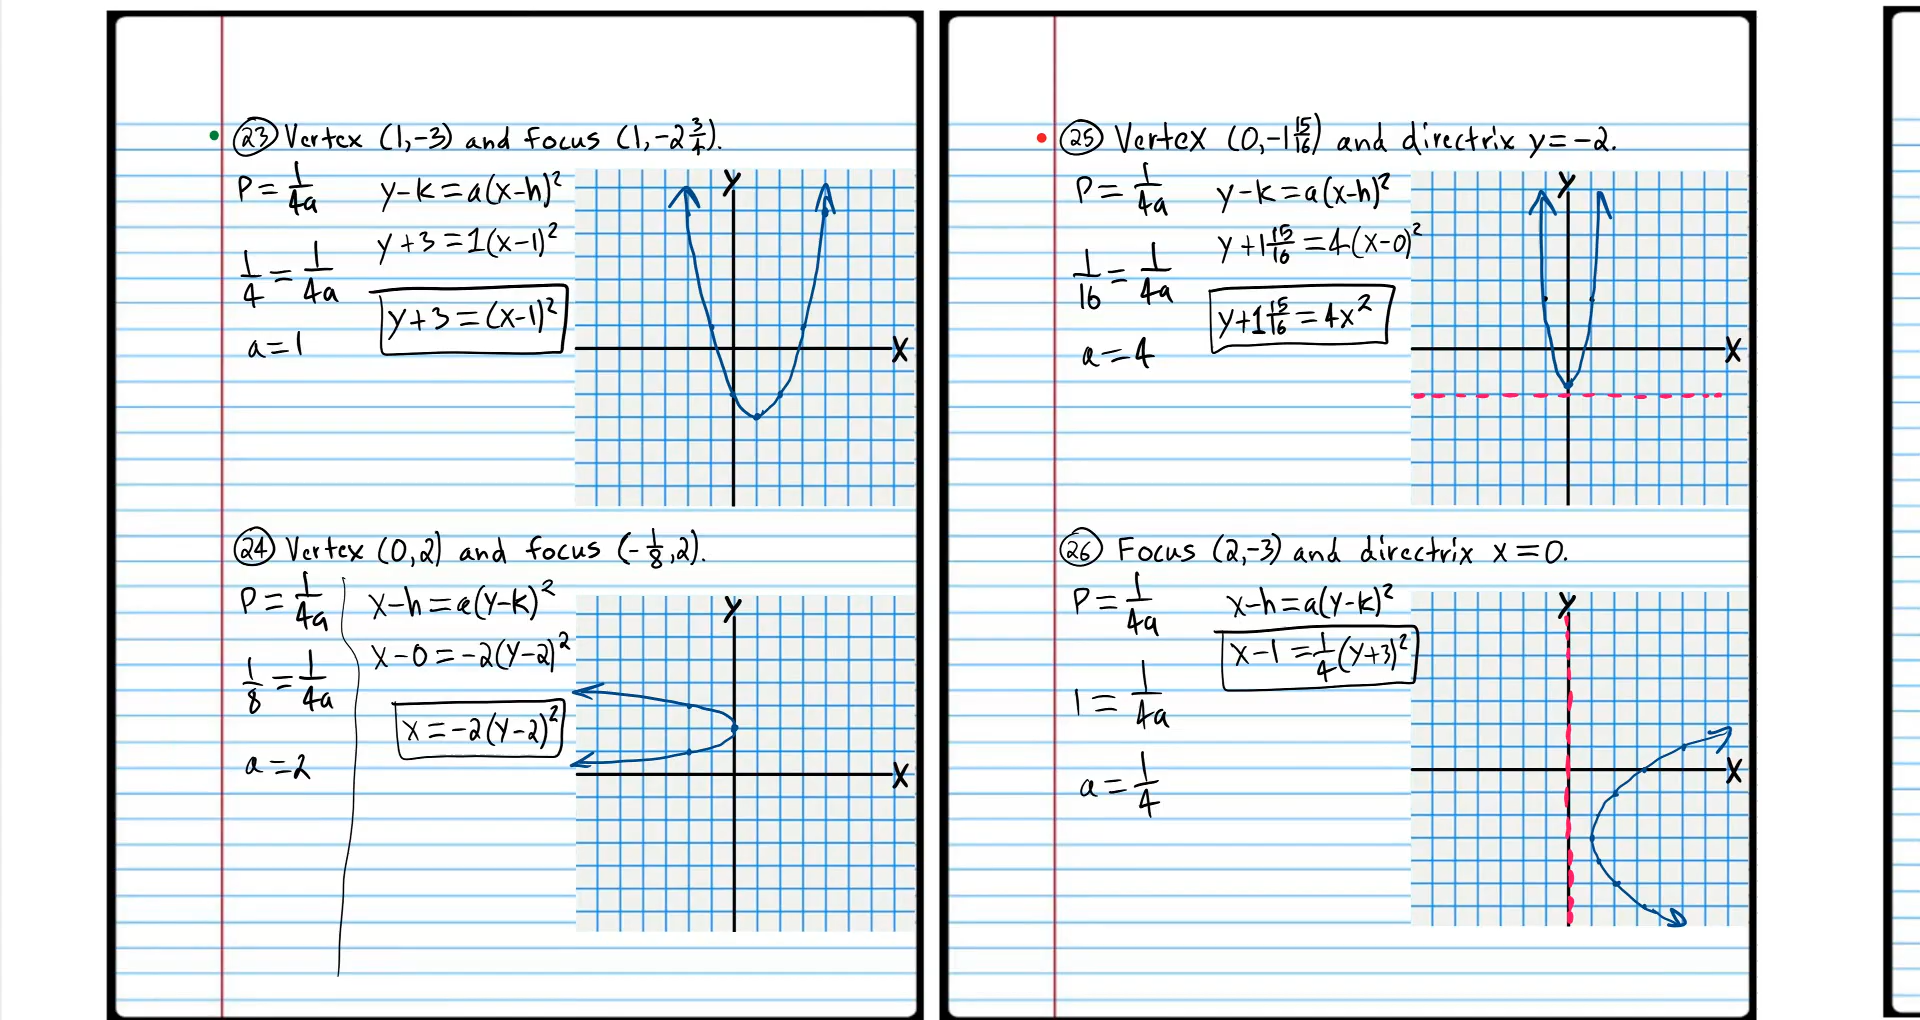 23 Vertex (1,-3) and focus (1,-2 3/4).
P = 1/4a
y-k = a(x-h)²
y+3 = 1(x-1)²
1/4 = 1/4a
y+3 = (x-1)²
a = 1
Y
X
24 Vertex (0,2) and focus (-1/8,2).
P = 1/4a
X-h = a(Y-k)²
X-0 = -2(Y-2)²
1/8 = 1/4a
X = -2(Y-2)²
a = 2
Y
X
25 Vertex (0,-1 15/16) and directrix y = -2.
P = 1/4a
y-k = a(x-h)²
y+1 15/16 = 4(x-0)²
1/16 = 1/4a
y+1 15/16 = 4x²
a = 4
Y
X
26 Focus (2,-3) and directrix x = 0.
P = 1/4a
X-h = a(Y-k)²
X-1 = 1/4(Y+3)²
1 = 1/4a
a = 1/4
Y
X